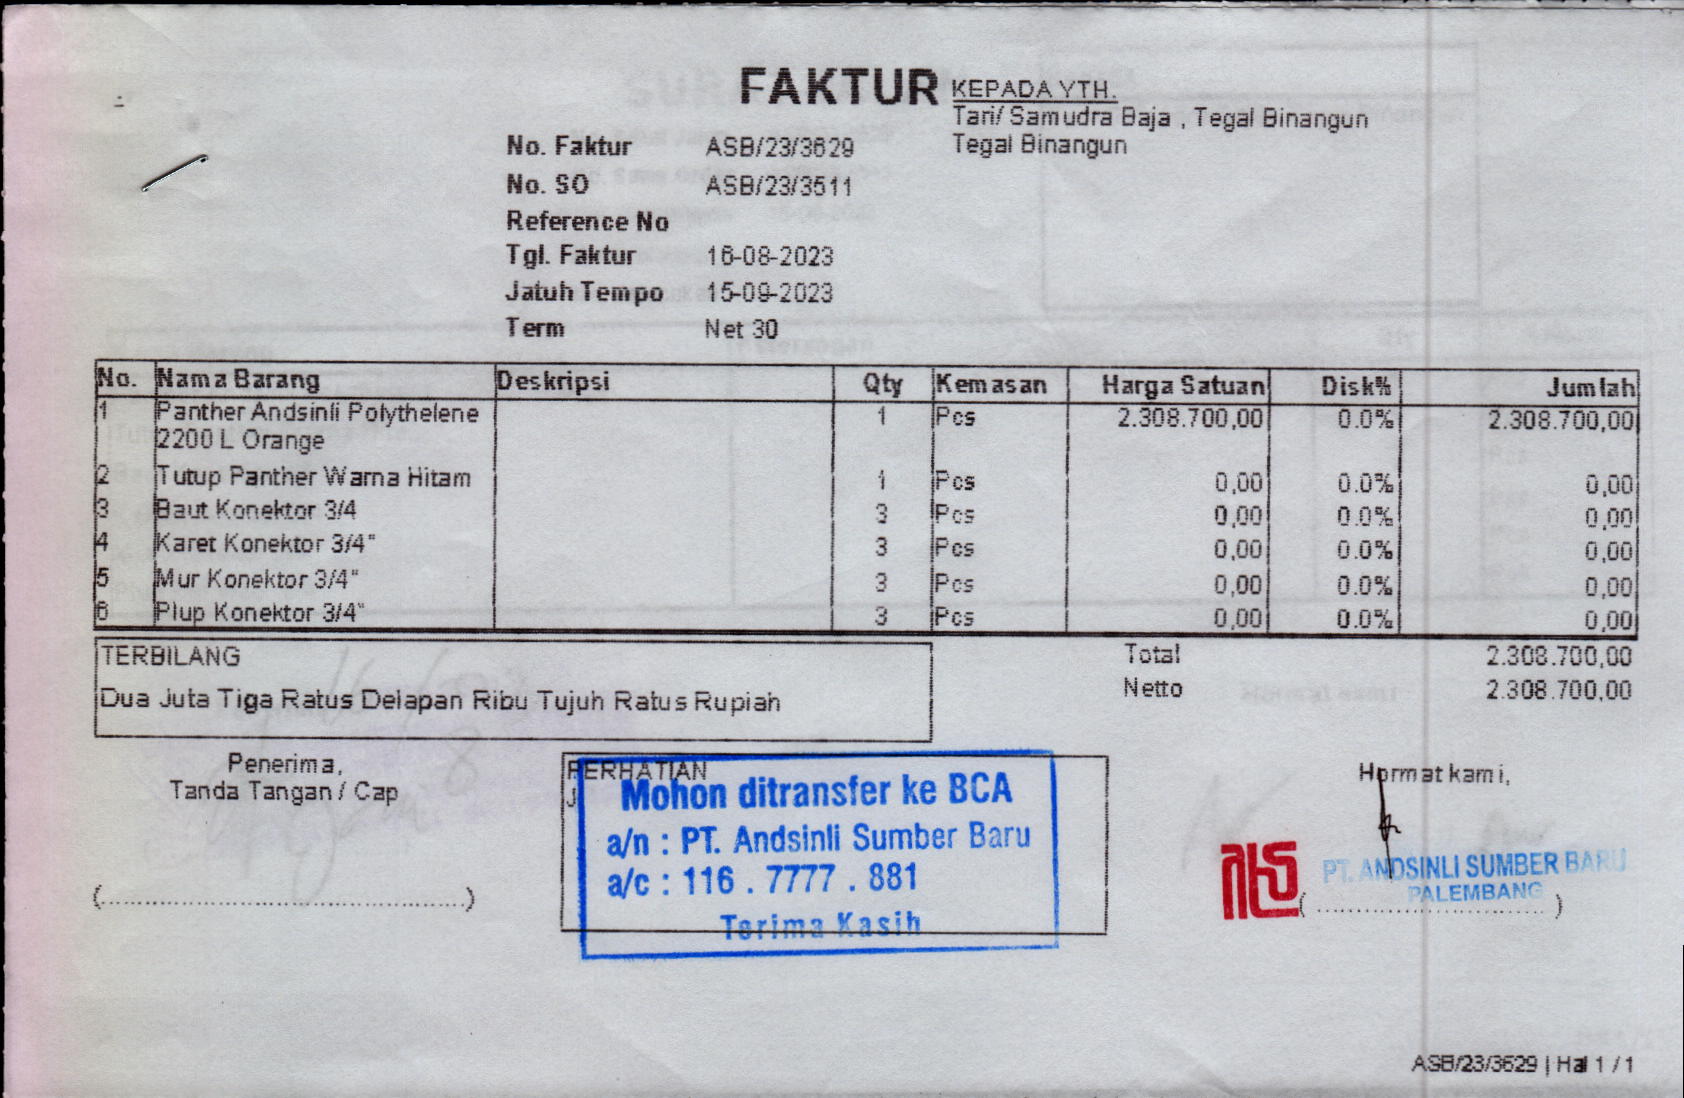 FAKTUR
KEPADA YTH.
Tari/ Samudra Baja , Tegal Binangun
Tegal Binangun
No. Faktur ASB/23/3629
No. SO ASB/23/3511
Reference No
Tgl. Faktur 16-08-2023
Jatuh Tempo 15-09-2023
Term Net 30
No. Nama Barang Deskripsi Qty Kemasan Harga Satuan Disk% Jumlah
1 Panther Andsinli Polythelene 1 Pcs 2.308.700,00 0.0% 2.308.700,00
2200 L Orange
2 Tutup Panther Warna Hitam 1 Pcs 0,00 0.0% 0,00
3 Baut Konektor 3/4 3 Pcs 0,00 0.0% 0,00
4 Karet Konektor 3/4" 3 Pcs 0,00 0.0% 0,00
5 Mur Konektor 3/4" 3 Pcs 0,00 0.0% 0,00
6 Plup Konektor 3/4" 3 Pcs 0,00 0.0% 0,00
TERBILANG
Dua Juta Tiga Ratus Delapan Ribu Tujuh Ratus Rupiah
Total 2.308.700,00
Netto 2.308.700,00
Penerima,
Tanda Tangan / Cap
(..........................................................)
PERHATIAN
Mohon ditransfer ke BCA
a/n : PT. Andsinli Sumber Baru
a/c : 116 . 7777 . 881
Terima Kasih
Hormat kami,
PT. ANDSINLI SUMBER BARU
PALEMBANG
(....................................)
ASB/23/3629 | Hal 1 / 1